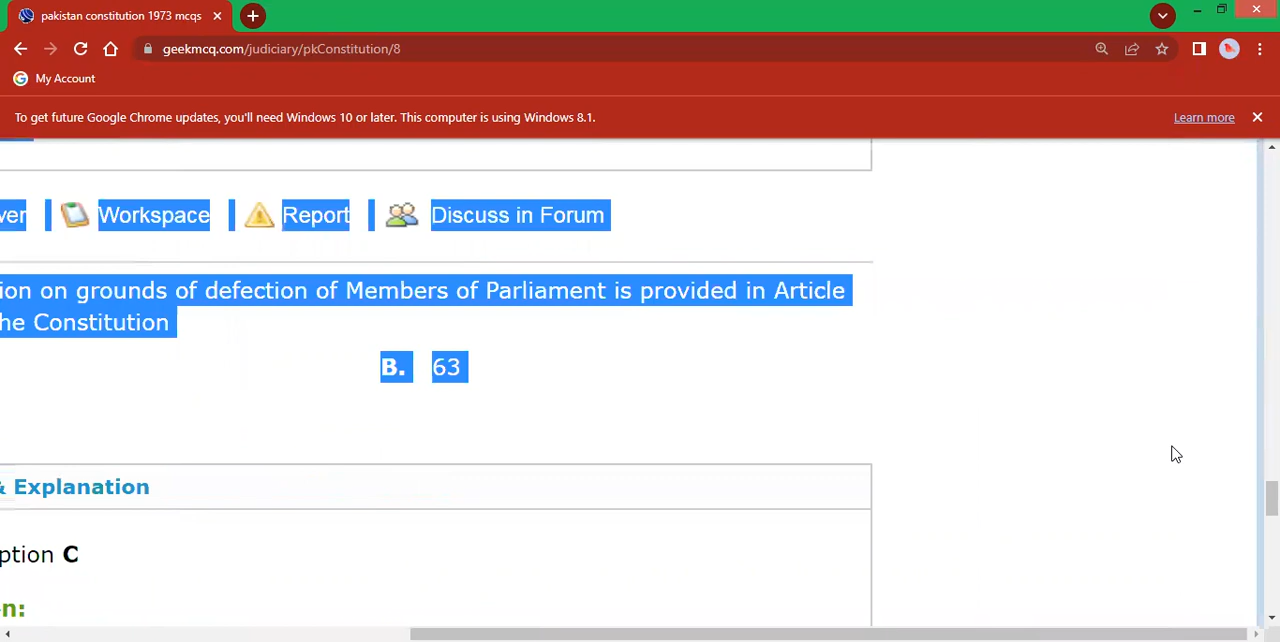 pakistan constitution 1973 mcqs
geekmcq.com/judiciary/pkConstitution/8
My Account
To get future Google Chrome updates, you'll need Windows 10 or later. This computer is using Windows 8.1.
Learn more
ver Workspace Report Discuss in Forum
ion on grounds of defection of Members of Parliament is provided in Article
he Constitution
B. 63
& Explanation
ption C
n: